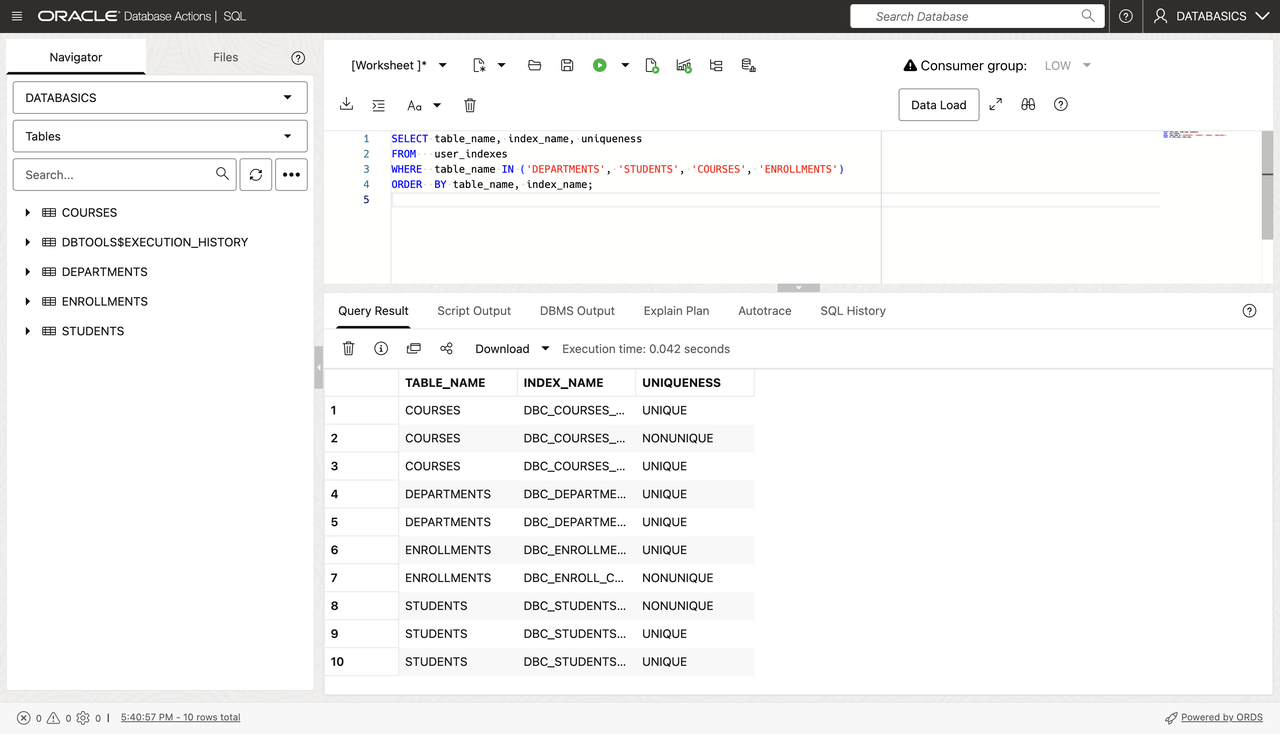 ORACLE Database Actions | SQL
Search Database
DATABASICS
Navigator
Files
DATABASICS
Tables
Search...
COURSES
DBTOOLS$EXECUTION_HISTORY
DEPARTMENTS
ENROLLMENTS
STUDENTS
[Worksheet ]*
Consumer group: LOW
Aa
Data Load
1 SELECT table_name, index_name, uniqueness
2 FROM user_indexes
3 WHERE table_name IN ('DEPARTMENTS', 'STUDENTS', 'COURSES', 'ENROLLMENTS')
4 ORDER BY table_name, index_name;
5
Query Result Script Output DBMS Output Explain Plan Autotrace SQL History
Download Execution time: 0.042 seconds
TABLE_NAME INDEX_NAME UNIQUENESS
1 COURSES DBC_COURSES_... UNIQUE
2 COURSES DBC_COURSES_... NONUNIQUE
3 COURSES DBC_COURSES_... UNIQUE
4 DEPARTMENTS DBC_DEPARTME... UNIQUE
5 DEPARTMENTS DBC_DEPARTME... UNIQUE
6 ENROLLMENTS DBC_ENROLLME... UNIQUE
7 ENROLLMENTS DBC_ENROLL_C... NONUNIQUE
8 STUDENTS DBC_STUDENTS... NONUNIQUE
9 STUDENTS DBC_STUDENTS... UNIQUE
10 STUDENTS DBC_STUDENTS... UNIQUE
0 0 0 | 5:40:57 PM - 10 rows total
Powered by ORDS